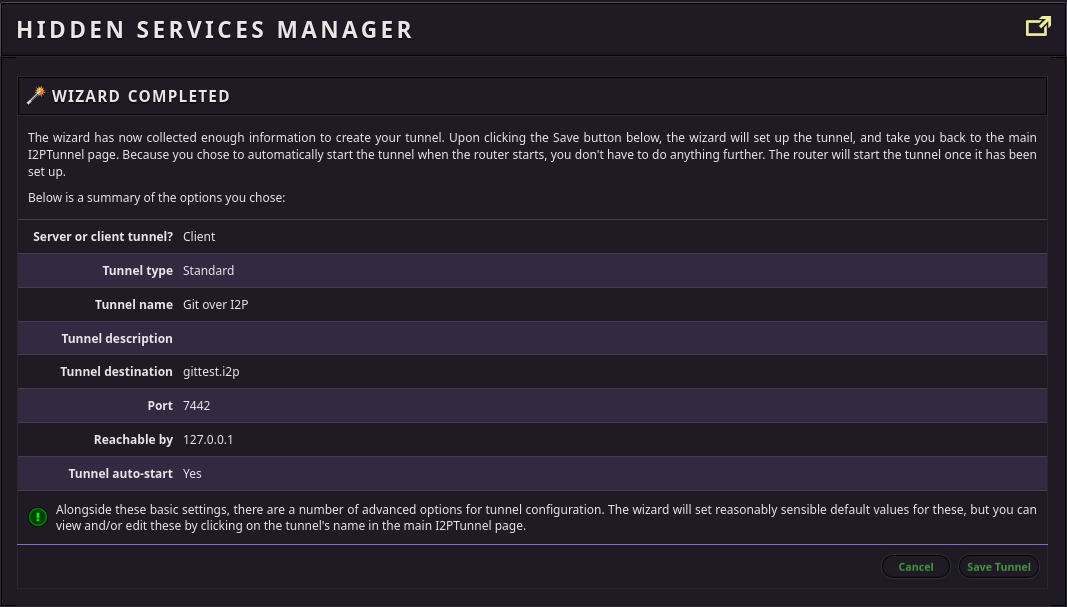 HIDDEN SERVICES MANAGER
WIZARD COMPLETED
The wizard has now collected enough information to create your tunnel. Upon clicking the Save button below, the wizard will set up the tunnel, and take you back to the main
I2PTunnel page. Because you chose to automatically start the tunnel when the router starts, you don't have to do anything further. The router will start the tunnel once it has been
set up.
Below is a summary of the options you chose:
Server or client tunnel? Client
Tunnel type Standard
Tunnel name Git over I2P
Tunnel description
Tunnel destination gittest.i2p
Port 7442
Reachable by 127.0.0.1
Tunnel auto-start Yes
Alongside these basic settings, there are a number of advanced options for tunnel configuration. The wizard will set reasonably sensible default values for these, but you can
view and/or edit these by clicking on the tunnel's name in the main I2PTunnel page.
Cancel Save Tunnel